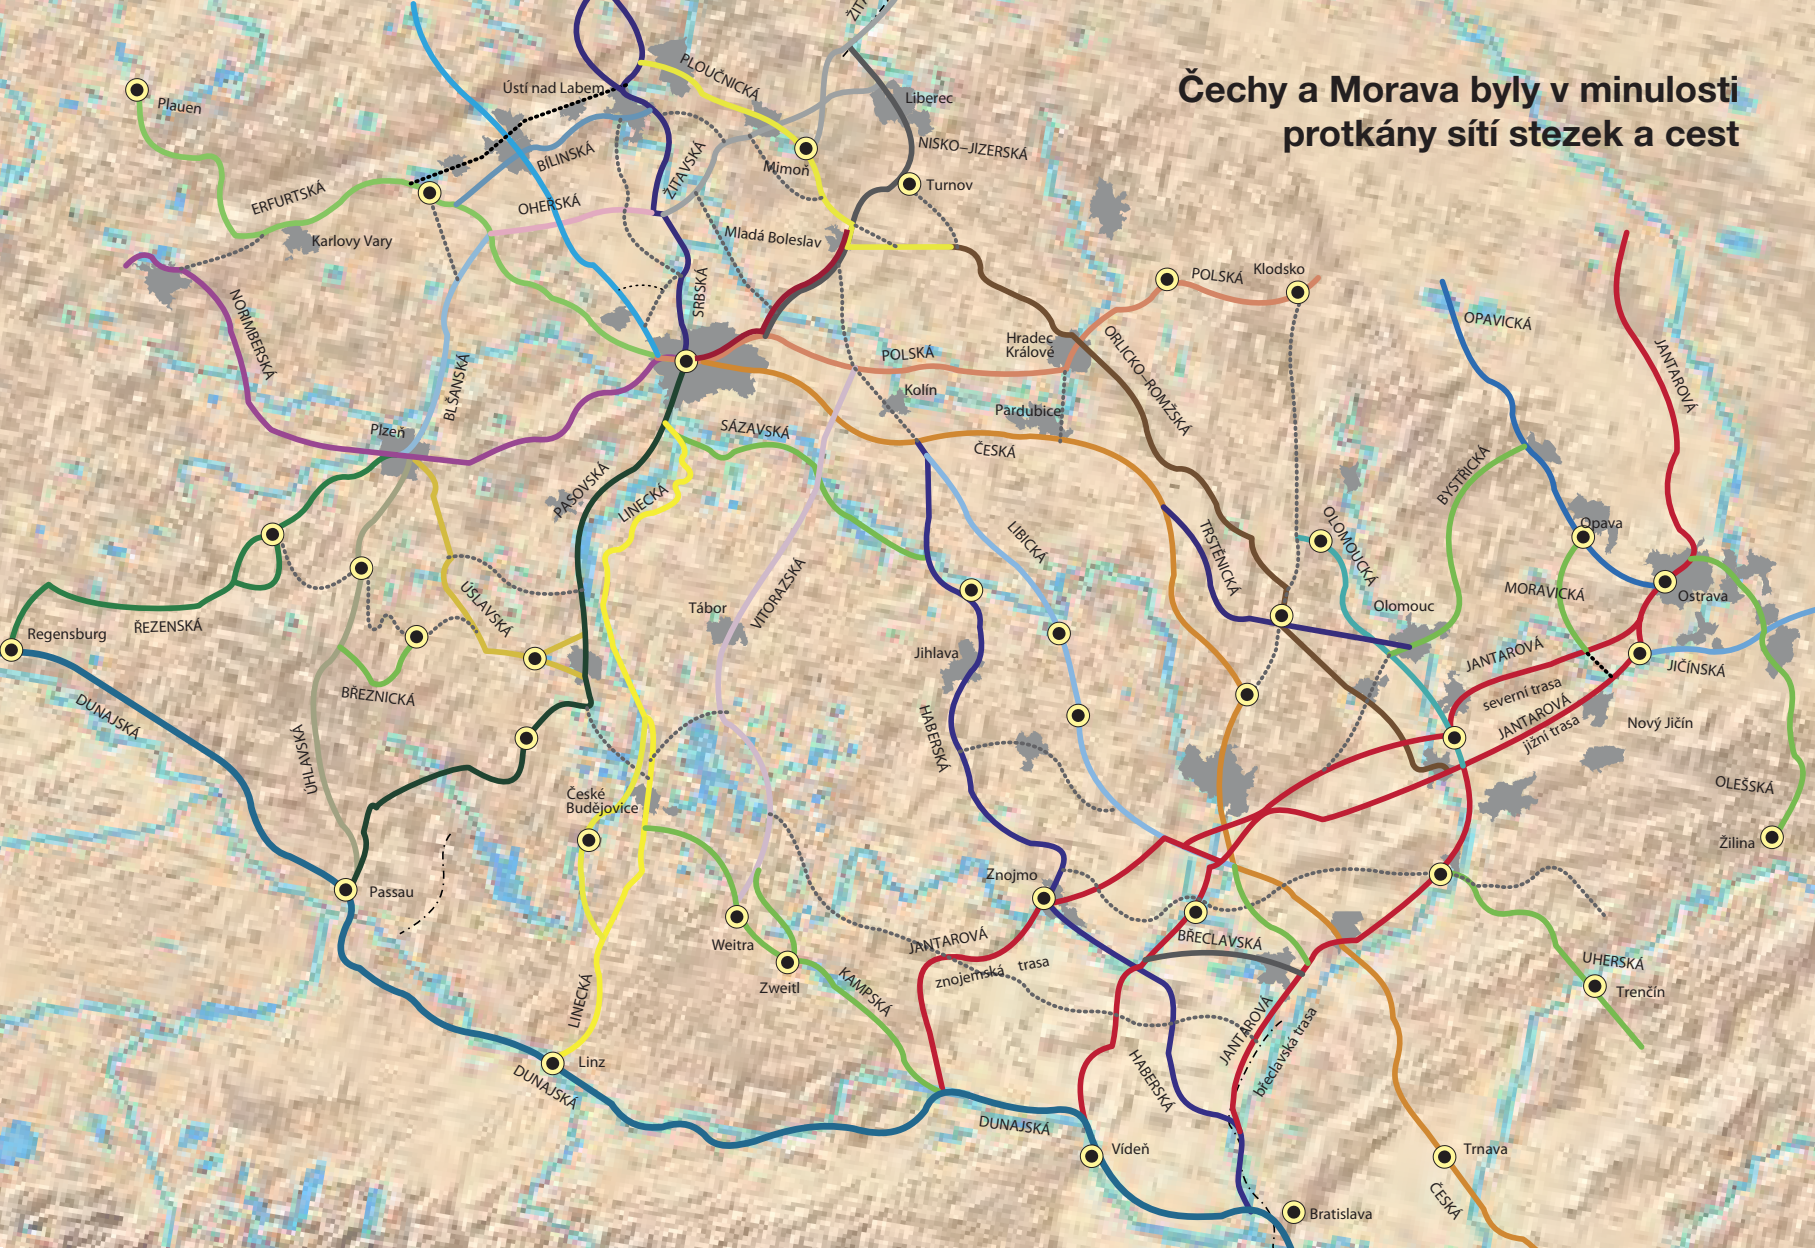 Čechy a Morava byly v minulosti
protkány sítí stezek a cest
Plauen
ERFURTSKÁ
Karlovy Vary
Ústí nad Labem
BÍLINSKÁ
OHERSKÁ
PLOUČNICKÁ
ŽITAVSKÁ
Mimoň
Liberec
NISKO–JIZERSKÁ
Turnov
Mladá Boleslav
SRBSKÁ
NORIMBERSKÁ
BLŠANSKÁ
Plzeň
POLSKÁ
Klodsko
POLSKÁ
Hradec
Králové
ORLICKO–ROMŽSKÁ
Kolín
Pardubice
ČESKÁ
SÁZAVSKÁ
PASOVSKÁ
LINECKÁ
OPAVICKÁ
JANTAROVÁ
BYSTŘICKÁ
Opava
MORAVICKÁ
Ostrava
OLOMOUCKÁ
Olomouc
TRSTĚNICKÁ
LIBICKÁ
VITORAZSKÁ
Tábor
Jihlava
ÚSLAVSKÁ
ŘEZENSKÁ
Regensburg
DUNAJSKÁ
BŘEZNICKÁ
ÚHLAVSKÁ
HABERSKÁ
JANTAROVÁ
severní trasa
JANTAROVÁ
jižní trasa
JIČÍNSKÁ
Nový Jičín
OLEŠSKÁ
Žilina
České
Budějovice
Passau
Znojmo
Weitra
Zweitl
KAMPSKÁ
JANTAROVÁ
znojemská trasa
BŘECLAVSKÁ
UHERSKÁ
Trenčín
LINECKÁ
Linz
DUNAJSKÁ
DUNAJSKÁ
HABERSKÁ
JANTAROVÁ
břeclavská trasa
Vídeň
Trnava
ČESKÁ
Bratislava